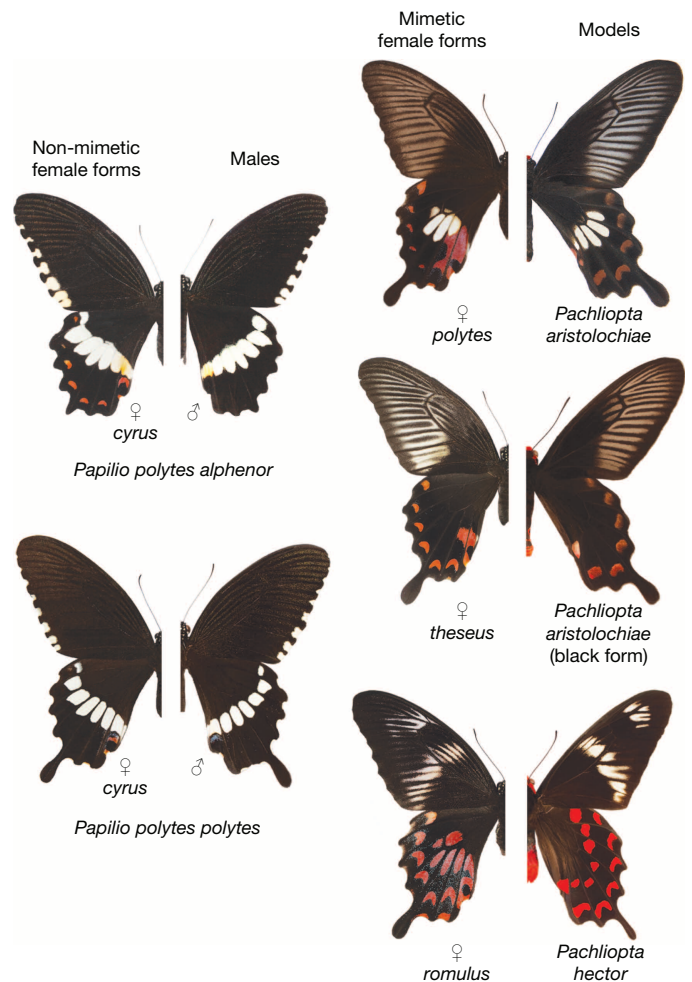 Non-mimetic
female forms
Males
♀
cyrus
♂
Papilio polytes alphenor
♀
cyrus
♂
Papilio polytes polytes
Mimetic
female forms
Models
♀
polytes
Pachliopta
aristolochiae
♀
theseus
Pachliopta
aristolochiae
(black form)
♀
romulus
Pachliopta
hector